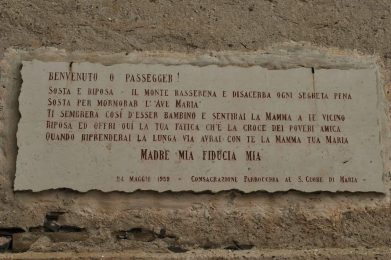 BENVENUTO O PASSEGGER!
SOSTA E RIPOSA - IL MONTE RASSERENA E DISACERBA OGNI SEGRETA PENA
SOSTA PER MORMORAR L'"AVE MARIA"
TI SEMBRERA COSÌ D'ESSER BAMBINO E SENTIRAI LA MAMMA A TE VICINO
RIPOSA ED OFFRI QUI LA TUA FATICA CH'È LA CROCE DEI POVERI AMICA
QUANDO RIPRENDERAI LA LUNGA VIA AVRAI CON TE LA MAMMA TUA MARIA
MADRE MIA FIDUCIA MIA
24 MAGGIO 1959 - CONSACRAZIONE PARROCCHIA AL S. CUORE DI MARIA